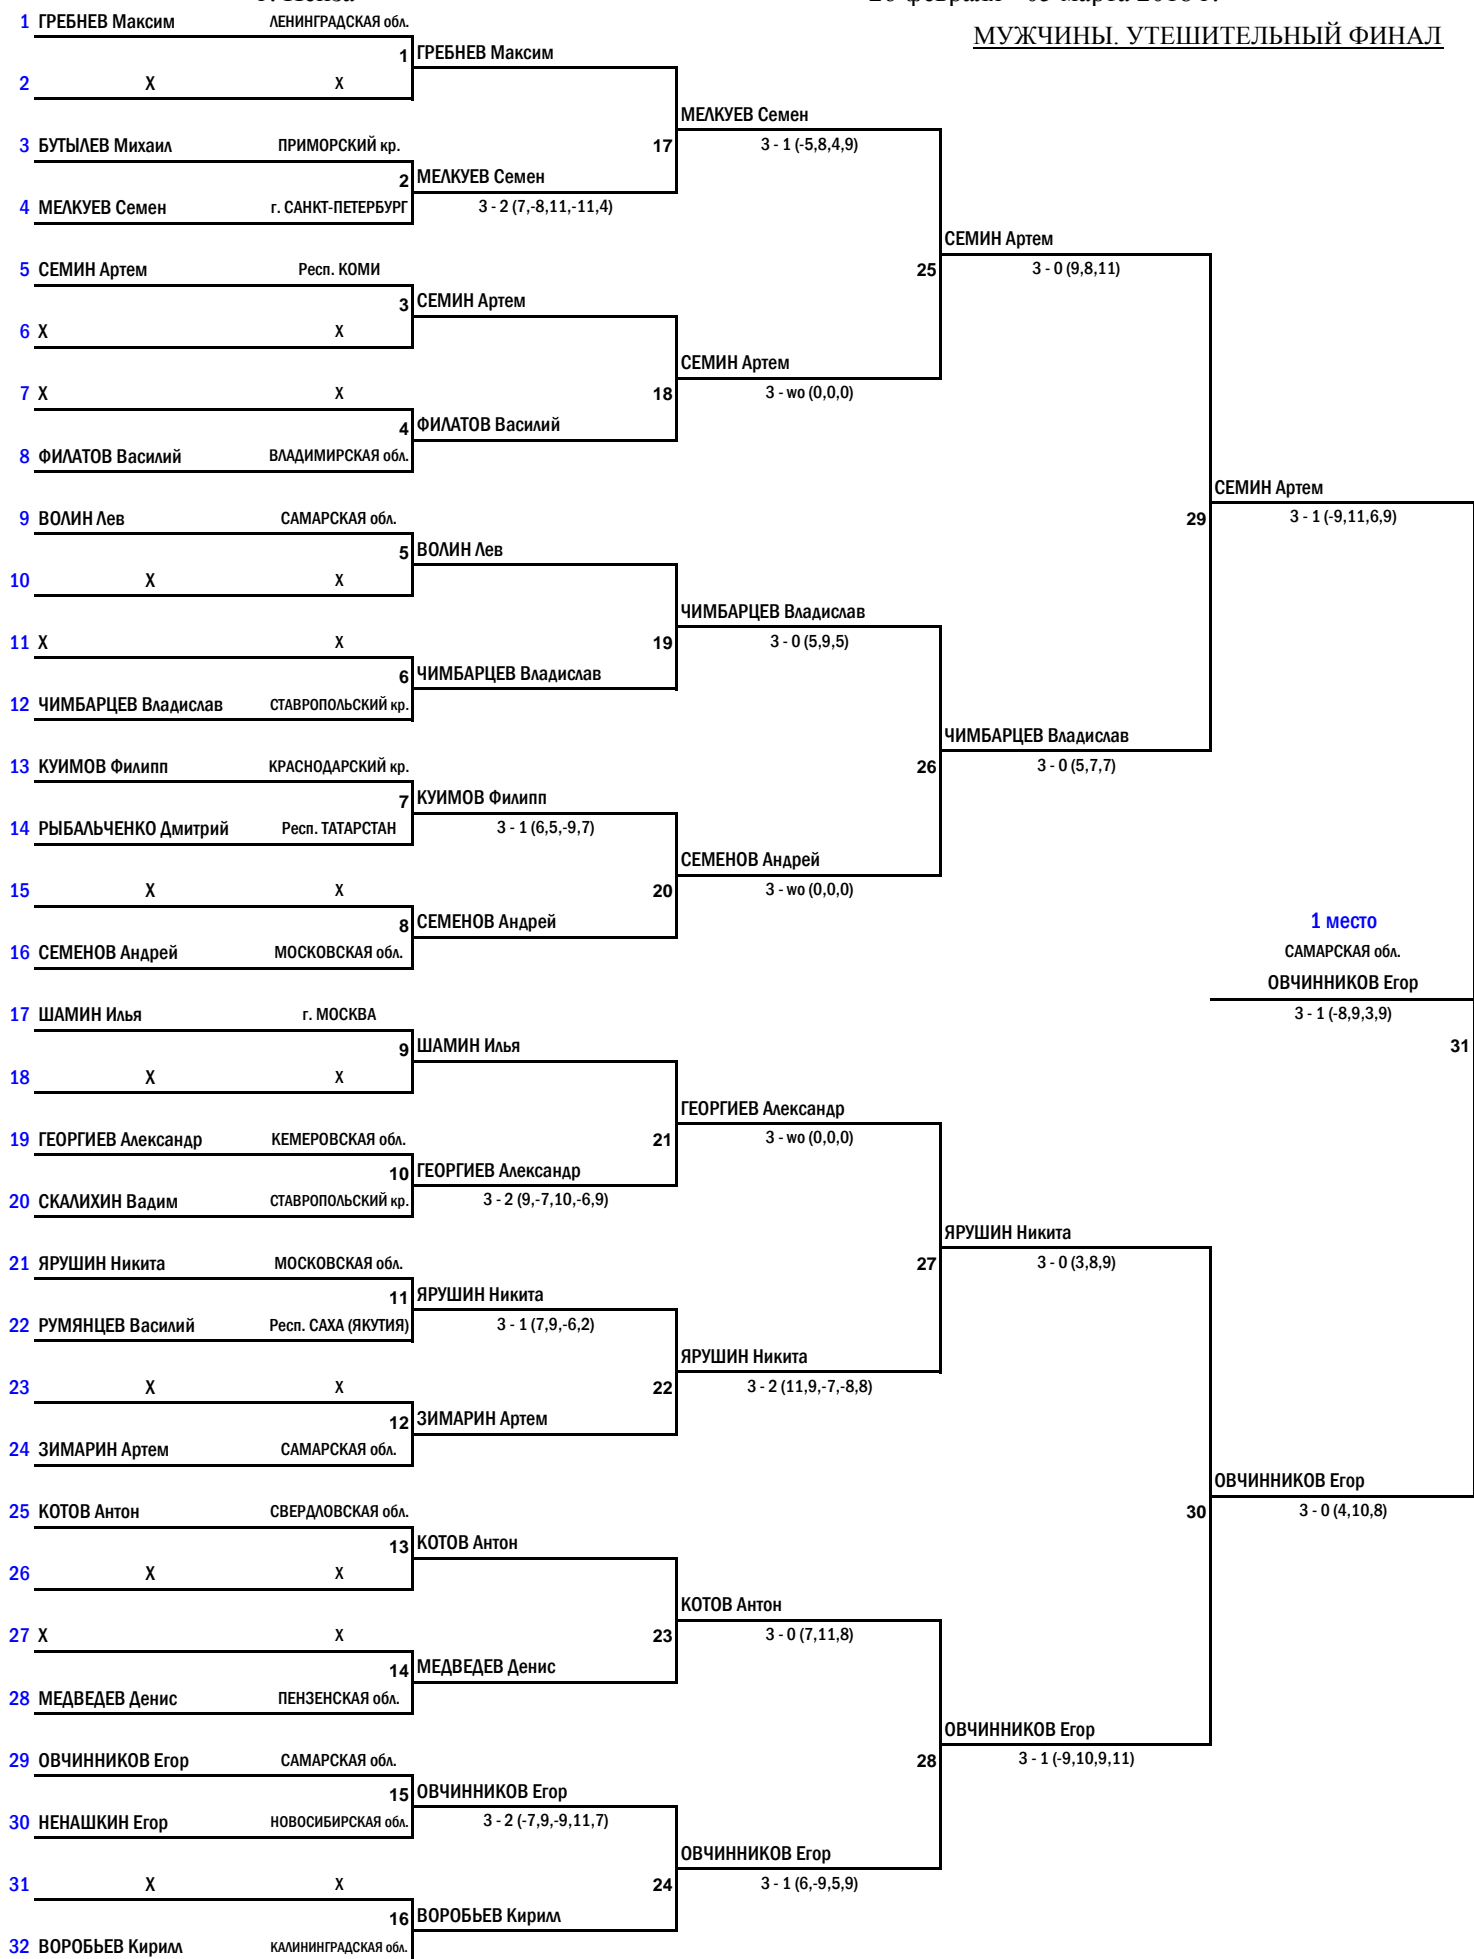 г. Пенза 26 февраля - 03 марта 2018 г.
1 ГРЕБНЕВ Максим ЛЕНИНГРАДСКАЯ обл.
МУЖЧИНЫ. УТЕШИТЕЛЬНЫЙ ФИНАЛ
1 ГРЕБНЕВ Максим
2 X X
МЕЛКУЕВ Семен
3 БУТЫЛЕВ Михаил ПРИМОРСКИЙ кр. 17 3 - 1 (-5,8,4,9)
2 МЕЛКУЕВ Семен
4 МЕЛКУЕВ Семен г. САНКТ-ПЕТЕРБУРГ 3 - 2 (7,-8,11,-11,4)
СЕМИН Артем
5 СЕМИН Артем Респ. КОМИ 25 3 - 0 (9,8,11)
3 СЕМИН Артем
6 X X
СЕМИН Артем
7 X X 18 3 - wo (0,0,0)
4 ФИЛАТОВ Василий
8 ФИЛАТОВ Василий ВЛАДИМИРСКАЯ обл.
СЕМИН Артем
9 ВОЛИН Лев САМАРСКАЯ обл. 29 3 - 1 (-9,11,6,9)
5 ВОЛИН Лев
10 X X
ЧИМБАРЦЕВ Владислав
11 X X 19 3 - 0 (5,9,5)
6 ЧИМБАРЦЕВ Владислав
12 ЧИМБАРЦЕВ Владислав СТАВРОПОЛЬСКИЙ кр.
ЧИМБАРЦЕВ Владислав
13 КУИМОВ Филипп КРАСНОДАРСКИЙ кр. 26 3 - 0 (5,7,7)
7 КУИМОВ Филипп
14 РЫБАЛЬЧЕНКО Дмитрий Респ. ТАТАРСТАН 3 - 1 (6,5,-9,7)
СЕМЕНОВ Андрей
15 X X 20 3 - wo (0,0,0)
8 СЕМЕНОВ Андрей 1 место
16 СЕМЕНОВ Андрей МОСКОВСКАЯ обл. САМАРСКАЯ обл.
ОВЧИННИКОВ Егор
17 ШАМИН Илья г. МОСКВА 3 - 1 (-8,9,3,9)
9 ШАМИН Илья 31
18 X X
ГЕОРГИЕВ Александр
19 ГЕОРГИЕВ Александр КЕМЕРОВСКАЯ обл. 21 3 - wo (0,0,0)
10 ГЕОРГИЕВ Александр
20 СКАЛИХИН Вадим СТАВРОПОЛЬСКИЙ кр. 3 - 2 (9,-7,10,-6,9)
ЯРУШИН Никита
21 ЯРУШИН Никита МОСКОВСКАЯ обл. 27 3 - 0 (3,8,9)
11 ЯРУШИН Никита
22 РУМЯНЦЕВ Василий Респ. САХА (ЯКУТИЯ) 3 - 1 (7,9,-6,2)
ЯРУШИН Никита
23 X X 22 3 - 2 (11,9,-7,-8,8)
12 ЗИМАРИН Артем
24 ЗИМАРИН Артем САМАРСКАЯ обл.
ОВЧИННИКОВ Егор
25 КОТОВ Антон СВЕРДЛОВСКАЯ обл. 30 3 - 0 (4,10,8)
13 КОТОВ Антон
26 X X
КОТОВ Антон
27 X X 23 3 - 0 (7,11,8)
14 МЕДВЕДЕВ Денис
28 МЕДВЕДЕВ Денис ПЕНЗЕНСКАЯ обл.
ОВЧИННИКОВ Егор
29 ОВЧИННИКОВ Егор САМАРСКАЯ обл. 28 3 - 1 (-9,10,9,11)
15 ОВЧИННИКОВ Егор
30 НЕНАШКИН Егор НОВОСИБИРСКАЯ обл. 3 - 2 (-7,9,-9,11,7)
ОВЧИННИКОВ Егор
31 X X 24 3 - 1 (6,-9,5,9)
16 ВОРОБЬЕВ Кирилл
32 ВОРОБЬЕВ Кирилл КАЛИНИНГРАДСКАЯ обл.